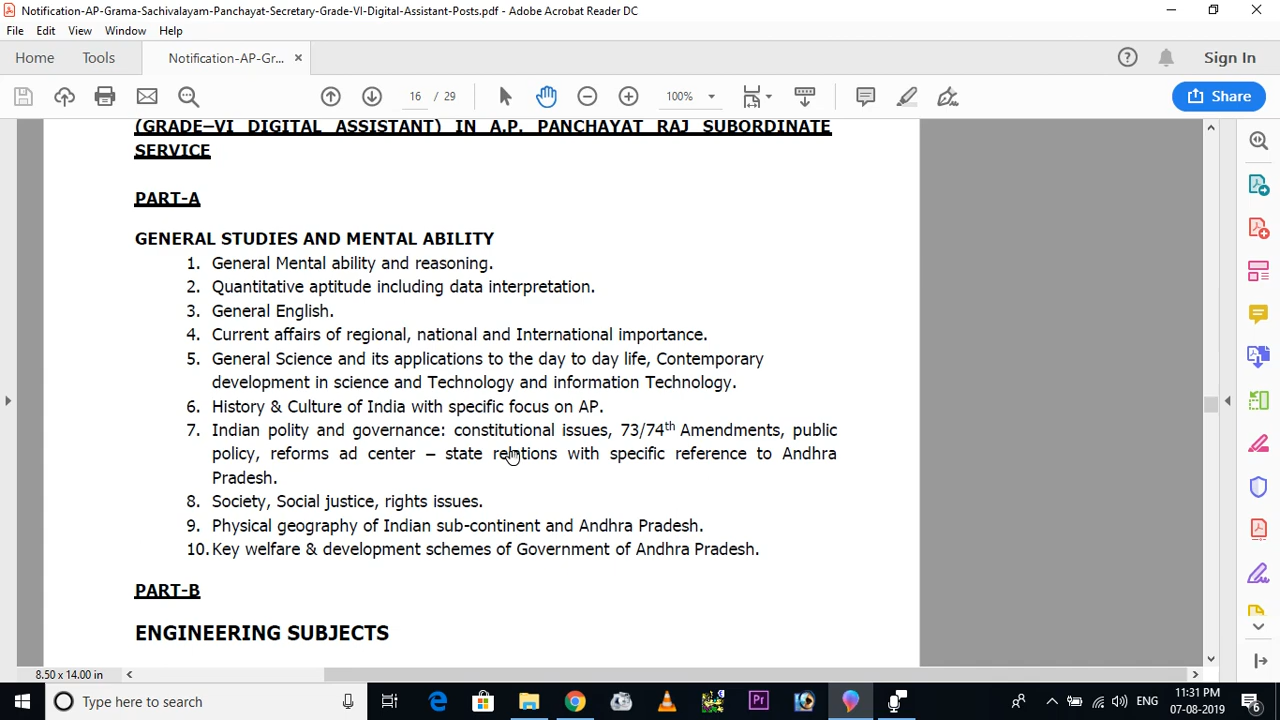 Notification-AP-Grama-Sachivalayam-Panchayat-Secretary-Grade-VI-Digital-Assistant-Posts.pdf - Adobe Acrobat Reader DC
File Edit View Window Help
Home Tools Notification-AP-Gr... × Sign In
16 / 29 100% Share
(GRADE–VI DIGITAL ASSISTANT) IN A.P. PANCHAYAT RAJ SUBORDINATE
SERVICE
PART-A
GENERAL STUDIES AND MENTAL ABILITY
1. General Mental ability and reasoning.
2. Quantitative aptitude including data interpretation.
3. General English.
4. Current affairs of regional, national and International importance.
5. General Science and its applications to the day to day life, Contemporary
development in science and Technology and information Technology.
6. History & Culture of India with specific focus on AP.
7. Indian polity and governance: constitutional issues, 73/74th Amendments, public
policy, reforms ad center – state relations with specific reference to Andhra
Pradesh.
8. Society, Social justice, rights issues.
9. Physical geography of Indian sub-continent and Andhra Pradesh.
10. Key welfare & development schemes of Government of Andhra Pradesh.
PART-B
ENGINEERING SUBJECTS
8.50 x 14.00 in
Type here to search
Pr
ENG
11:31 PM
07-08-2019
6